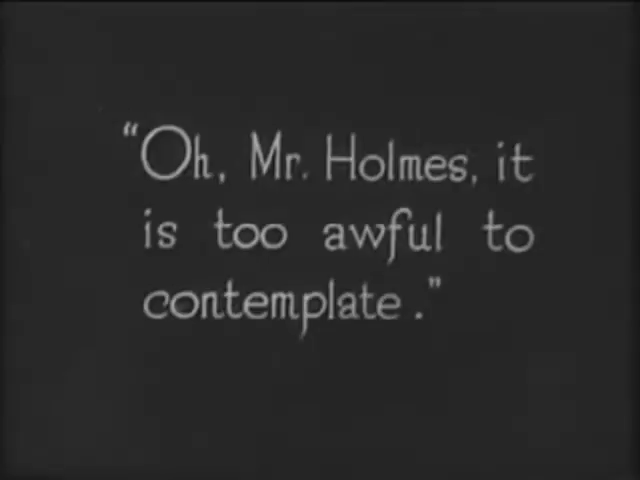 "Oh, Mr. Holmes, it
is too awful to
contemplate."